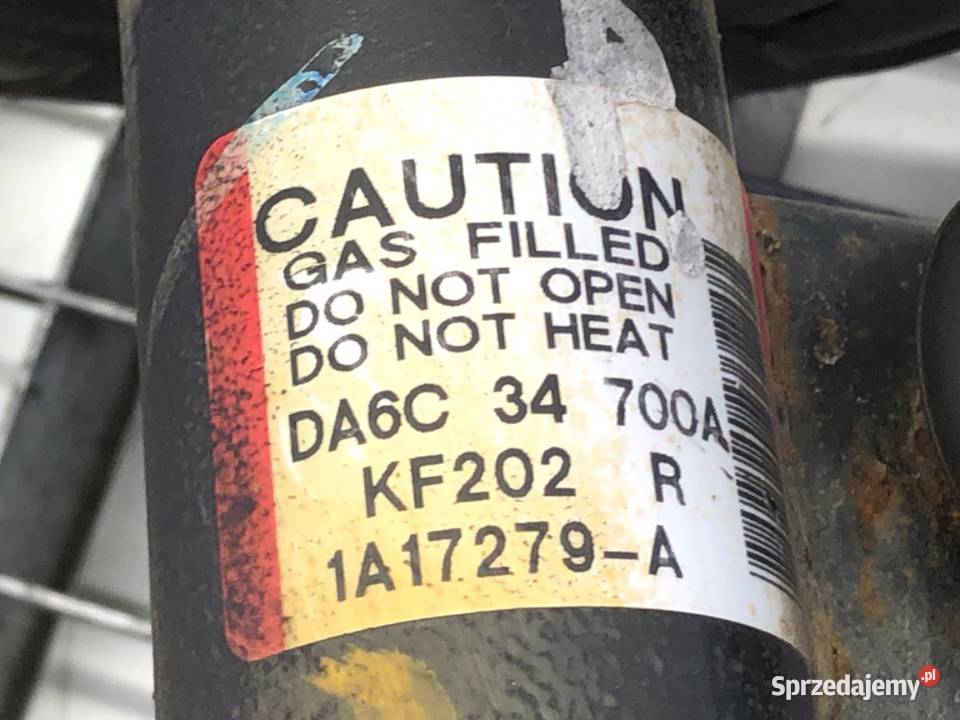 CAUTION
GAS FILLED
DO NOT OPEN
DO NOT HEAT
DA6C 34 700A
KF202 R
1A17279-A
Sprzedajemy.pl